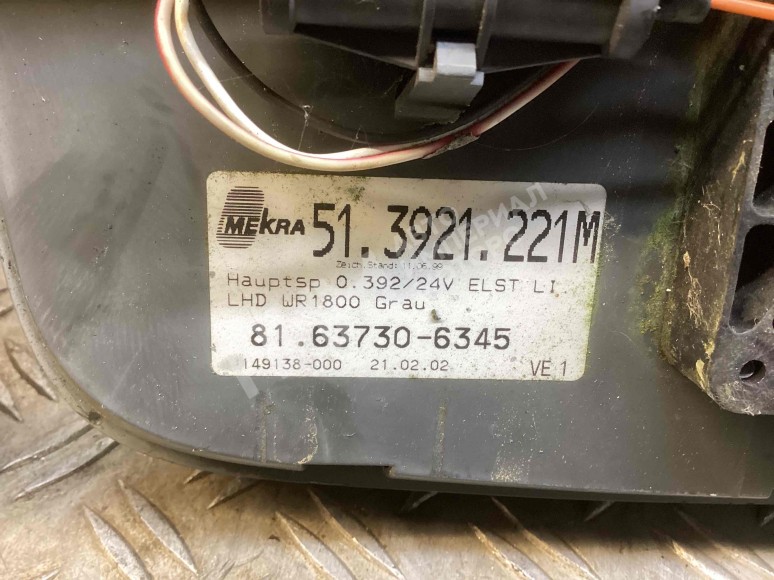 MEKRA 51.3921.221M
Zeich.Stand: 11.06.99
Hauptsp 0.392/24V ELST LI.
LHD WR1800 Grau
81.63730-6345
149138-000 21.02.02 VE 1